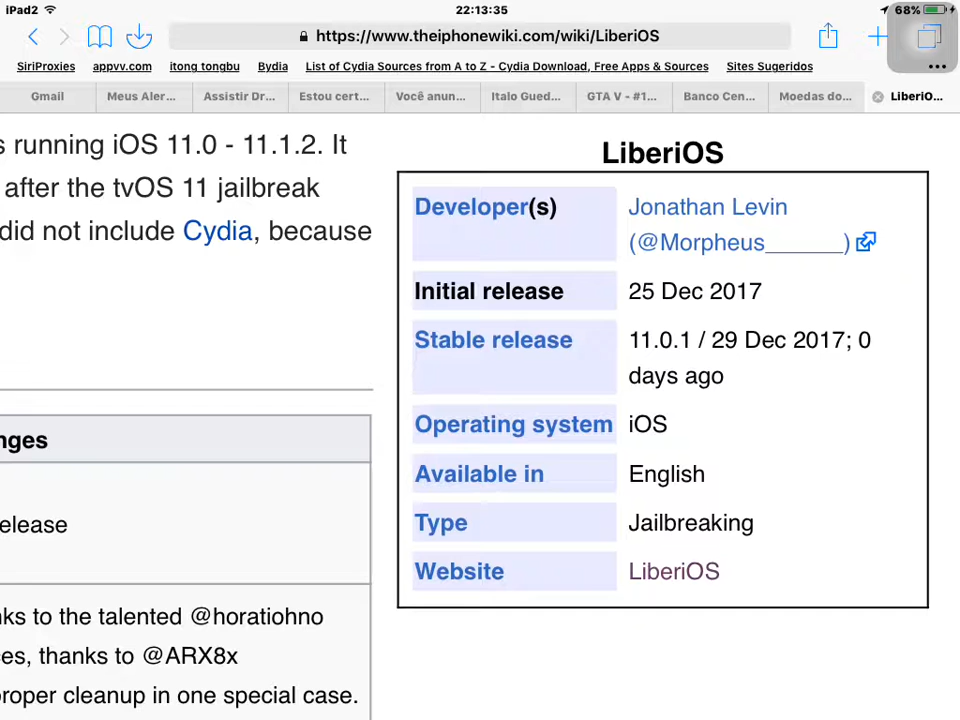 iPad2
22:13:35
68%
https://www.theiphonewiki.com/wiki/LiberiOS
SiriProxies
appvv.com
itong tongbu
Bydia
List of Cydia Sources from A to Z - Cydia Download, Free Apps & Sources
Sites Sugeridos
Gmail
Meus Aler...
Assistir Dr...
Estou cert...
Você anun...
Italo Gued...
GTA V - #1...
Banco Cen...
Moedas do...
LiberiO...
s running iOS 11.0 - 11.1.2. It
after the tvOS 11 jailbreak
did not include Cydia, because
nges
elease
nks to the talented @horatiohno
ces, thanks to @ARX8x
proper cleanup in one special case.
LiberiOS
Developer(s) Jonathan Levin
(@Morpheus______)
Initial release 25 Dec 2017
Stable release 11.0.1 / 29 Dec 2017; 0
days ago
Operating system iOS
Available in English
Type Jailbreaking
Website LiberiOS